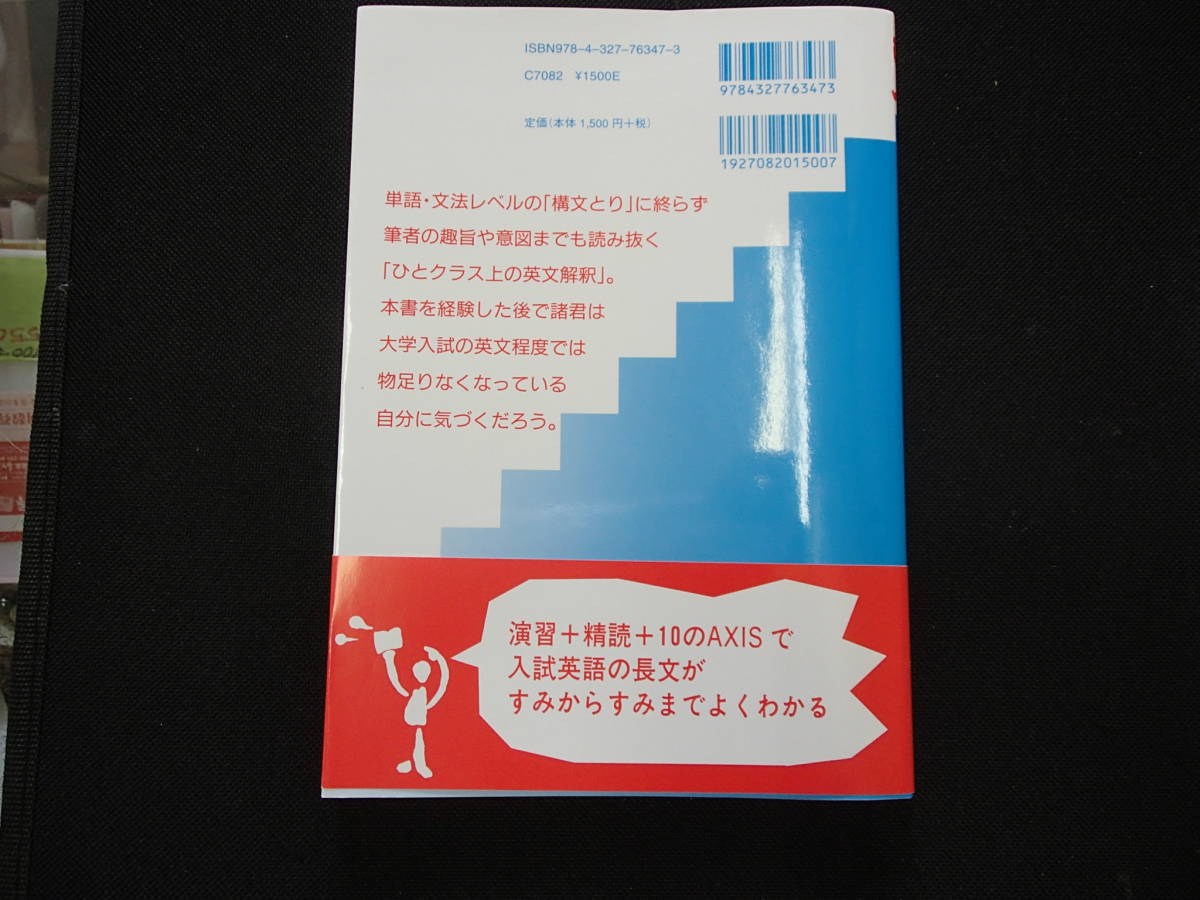 ISBN978-4-327-76347-3
C7082 ¥1500E
定価(本体1,500円+税)
9784327763473
1927082015007
単語・文法レベルの「構文とり」に終らず
筆者の趣旨や意図までも読み抜く
「ひとクラス上の英文解釈」。
本書を経験した後で諸君は
大学入試の英文程度では
物足りなくなっている
自分に気づくだろう。
演習+精読+10のAXISで
入試英語の長文が
すみからすみまでよくわかる